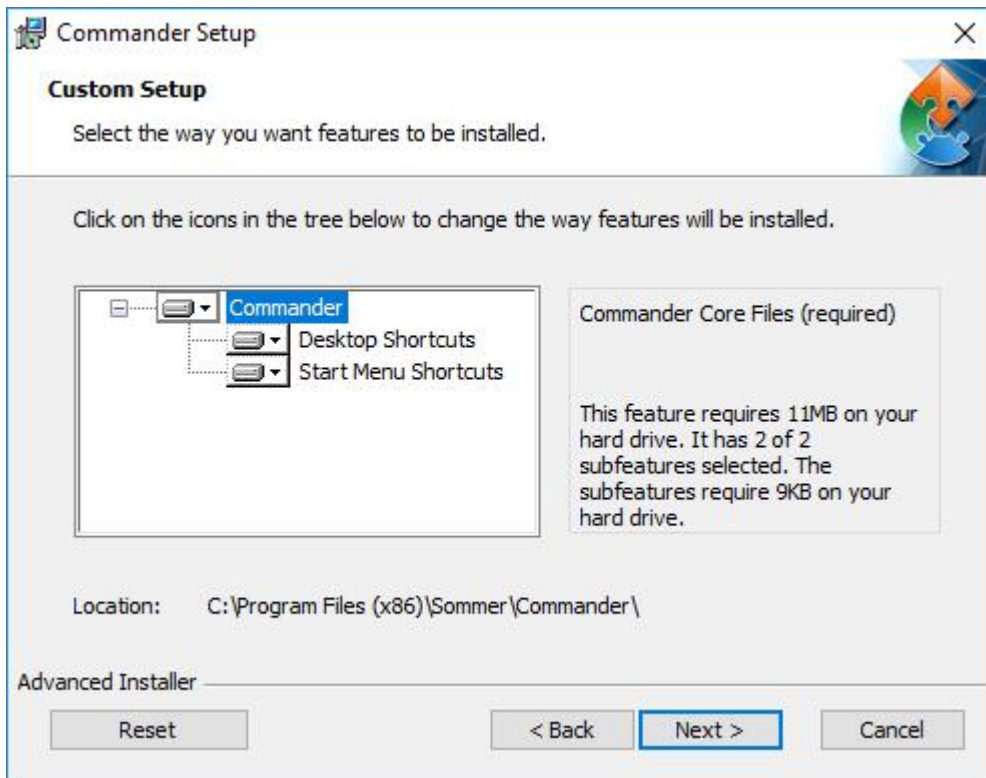 Commander Setup
Custom Setup
Select the way you want features to be installed.
Click on the icons in the tree below to change the way features will be installed.
Commander
Desktop Shortcuts
Start Menu Shortcuts
Commander Core Files (required)
This feature requires 11MB on your
hard drive. It has 2 of 2
subfeatures selected. The
subfeatures require 9KB on your
hard drive.
Location: C:\Program Files (x86)\Sommer\Commander\
Advanced Installer
Reset < Back Next > Cancel